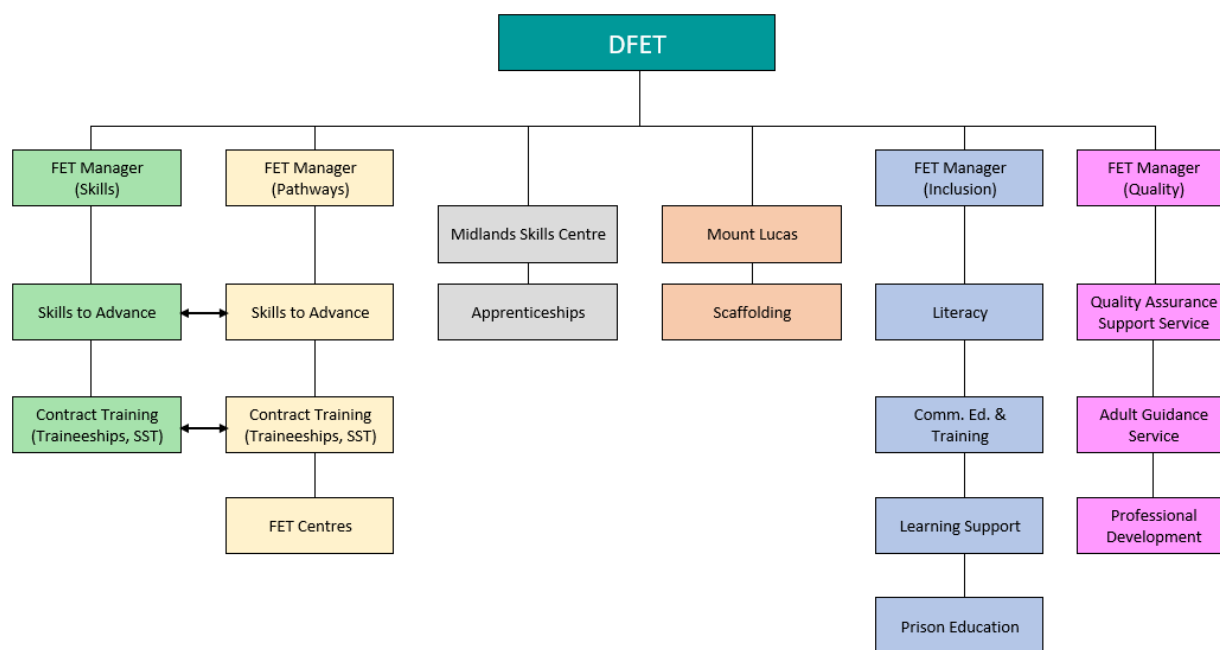 DFET
FET Manager
(Skills)
FET Manager
(Pathways)
FET Manager
(Inclusion)
FET Manager
(Quality)
Midlands Skills Centre
Mount Lucas
Skills to Advance
Skills to Advance
Apprenticeships
Scaffolding
Literacy
Quality Assurance
Support Service
Contract Training
(Traineeships, SST)
Contract Training
(Traineeships, SST)
Comm. Ed. &
Training
Adult Guidance
Service
FET Centres
Learning Support
Professional
Development
Prison Education